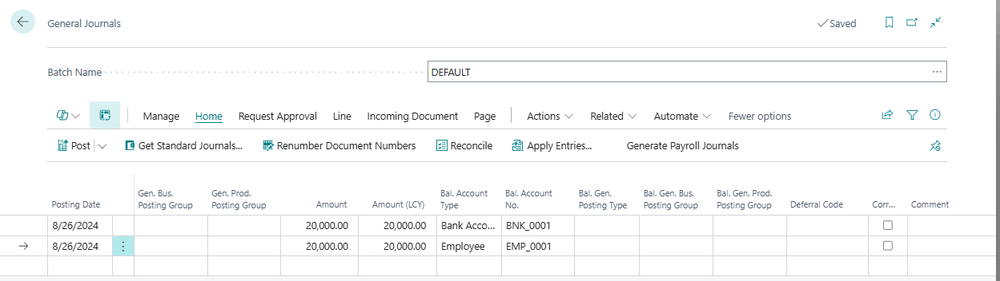 General Journals
Saved
Batch Name
DEFAULT
Manage Home Request Approval Line Incoming Document Page Actions Related Automate Fewer options
Post Get Standard Journals... Renumber Document Numbers Reconcile Apply Entries... Generate Payroll Journals
Posting Date Gen. Bus. Posting Group Gen. Prod. Posting Group Amount Amount (LCY) Bal. Account Type Bal. Account No. Bal. Gen. Posting Type Bal. Gen. Bus. Posting Group Bal. Gen. Prod. Posting Group Deferral Code Corr... Comment
8/26/2024 20,000.00 20,000.00 Bank Acco... BNK_0001
8/26/2024 20,000.00 20,000.00 Employee EMP_0001